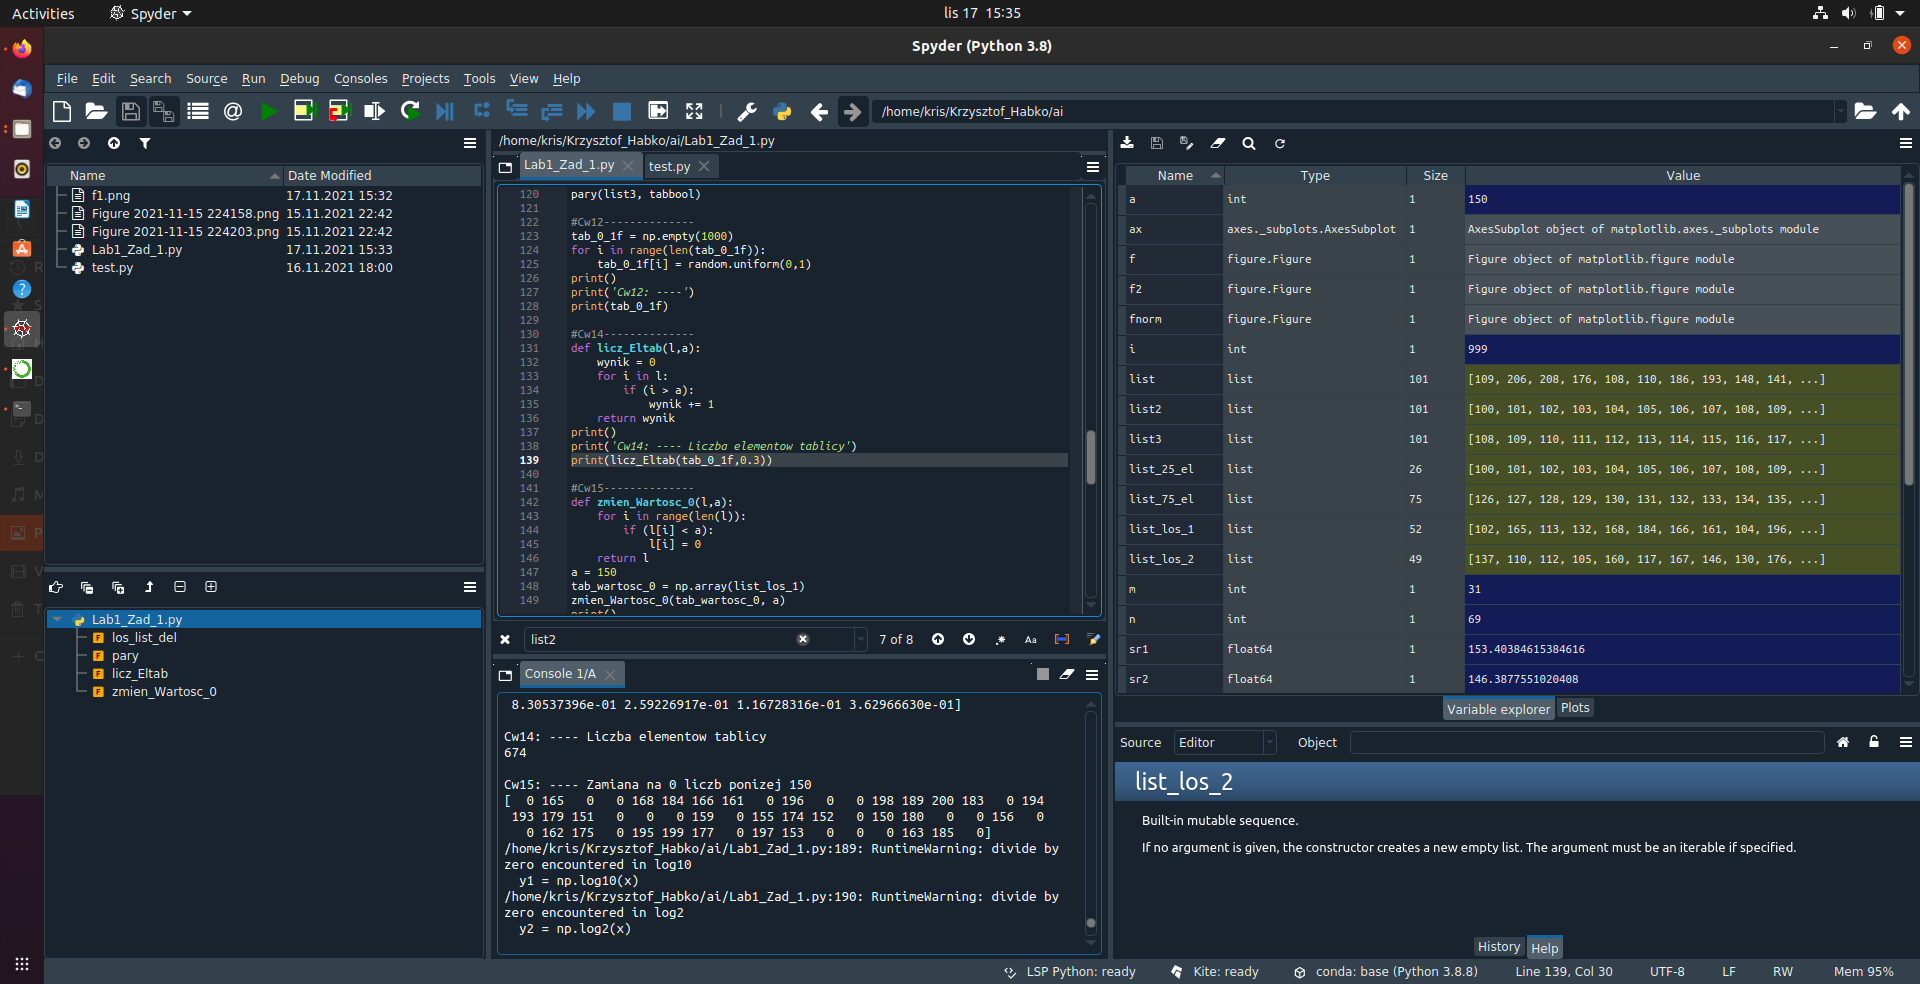 Activities Spyder lis 17 15:35
Spyder (Python 3.8)
File Edit Search Source Run Debug Consoles Projects Tools View Help
/home/kris/Krzysztof_Habko/ai
Name Date Modified
f1.png 17.11.2021 15:32
Figure 2021-11-15 224158.png 15.11.2021 22:42
Figure 2021-11-15 224203.png 15.11.2021 22:42
Lab1_Zad_1.py 17.11.2021 15:33
test.py 16.11.2021 18:00
Lab1_Zad_1.py
los_list_del
pary
licz_Eltab
zmien_Wartosc_0
/home/kris/Krzysztof_Habko/ai/Lab1_Zad_1.py
Lab1_Zad_1.py test.py
120 pary(list3, tabbool)
121
122 #Cw12--------------
123 tab_0_1f = np.empty(1000)
124 for i in range(len(tab_0_1f)):
125     tab_0_1f[i] = random.uniform(0,1)
126 print()
127 print('Cw12: ----')
128 print(tab_0_1f)
129
130 #Cw14--------------
131 def licz_Eltab(l,a):
132     wynik = 0
133     for i in l:
134         if (i > a):
135             wynik += 1
136     return wynik
137 print()
138 print('Cw14: ---- Liczba elementow tablicy')
139 print(licz_Eltab(tab_0_1f,0.3))
140
141 #Cw15--------------
142 def zmien_Wartosc_0(l,a):
143     for i in range(len(l)):
144         if (l[i] < a):
145             l[i] = 0
146     return l
147 a = 150
148 tab_wartosc_0 = np.array(list_los_1)
149 zmien_Wartosc_0(tab_wartosc_0, a)
print()
list2 7 of 8 .* Aa
Console 1/A
8.30537396e-01 2.59226917e-01 1.16728316e-01 3.62966630e-01]
Cw14: ---- Liczba elementow tablicy
674
Cw15: ---- Zamiana na 0 liczb ponizej 150
[  0 165   0   0 168 184 166 161   0 196   0   0 198 189 200 183   0 194
 193 179 151   0   0   0 159   0 155 174 152   0 150 180   0   0 156   0
   0 162 175   0 195 199 177   0 197 153   0   0   0 163 185   0]
/home/kris/Krzysztof_Habko/ai/Lab1_Zad_1.py:189: RuntimeWarning: divide by
zero encountered in log10
  y1 = np.log10(x)
/home/kris/Krzysztof_Habko/ai/Lab1_Zad_1.py:190: RuntimeWarning: divide by
zero encountered in log2
  y2 = np.log2(x)
Name Type Size Value
a int 1 150
ax axes._subplots.AxesSubplot 1 AxesSubplot object of matplotlib.axes._subplots module
f figure.Figure 1 Figure object of matplotlib.figure module
f2 figure.Figure 1 Figure object of matplotlib.figure module
fnorm figure.Figure 1 Figure object of matplotlib.figure module
i int 1 999
list list 101 [109, 206, 208, 176, 108, 110, 186, 193, 148, 141, ...]
list2 list 101 [100, 101, 102, 103, 104, 105, 106, 107, 108, 109, ...]
list3 list 101 [108, 109, 110, 111, 112, 113, 114, 115, 116, 117, ...]
list_25_el list 26 [100, 101, 102, 103, 104, 105, 106, 107, 108, 109, ...]
list_75_el list 75 [126, 127, 128, 129, 130, 131, 132, 133, 134, 135, ...]
list_los_1 list 52 [102, 165, 113, 132, 168, 184, 166, 161, 104, 196, ...]
list_los_2 list 49 [137, 110, 112, 105, 160, 117, 167, 146, 130, 176, ...]
m int 1 31
n int 1 69
sr1 float64 1 153.40384615384616
sr2 float64 1 146.3877551020408
Variable explorer Plots
Source Editor Object
list_los_2
Built-in mutable sequence.
If no argument is given, the constructor creates a new empty list. The argument must be an iterable if specified.
History Help
LSP Python: ready Kite: ready conda: base (Python 3.8.8) Line 139, Col 30 UTF-8 LF RW Mem 95%